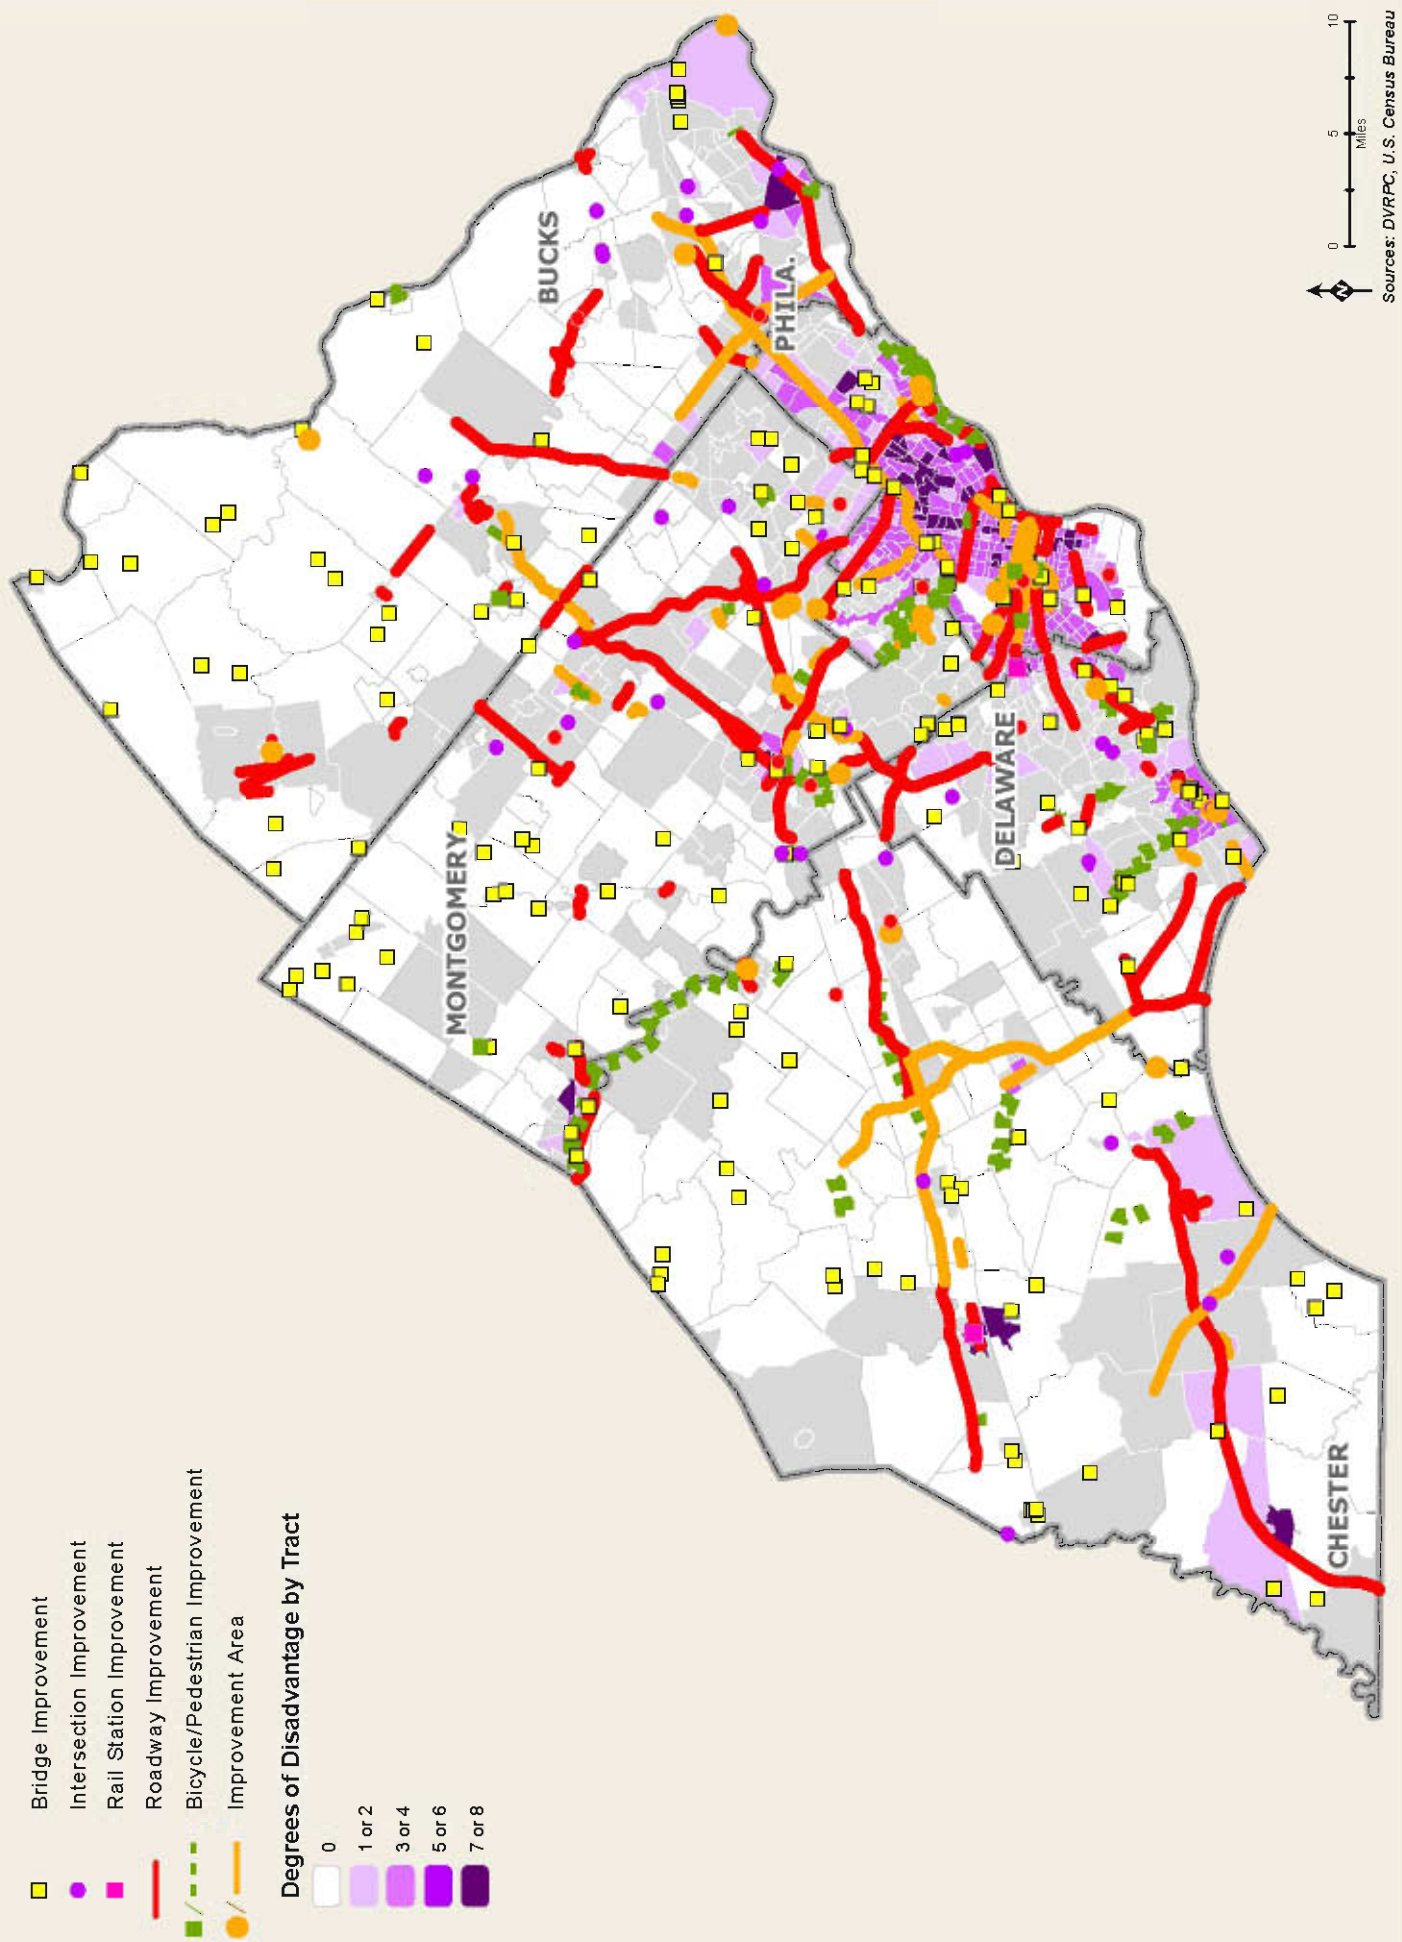 Bridge Improvement
Intersection Improvement
Rail Station Improvement
Roadway Improvement
Bicycle/Pedestrian Improvement
Improvement Area
Degrees of Disadvantage by Tract
0
1 or 2
3 or 4
5 or 6
7 or 8
MONTGOMERY
BUCKS
PHILA.
DELAWARE
CHESTER
N
0 5 10
Miles
Sources: DVRPC, U.S. Census Bureau